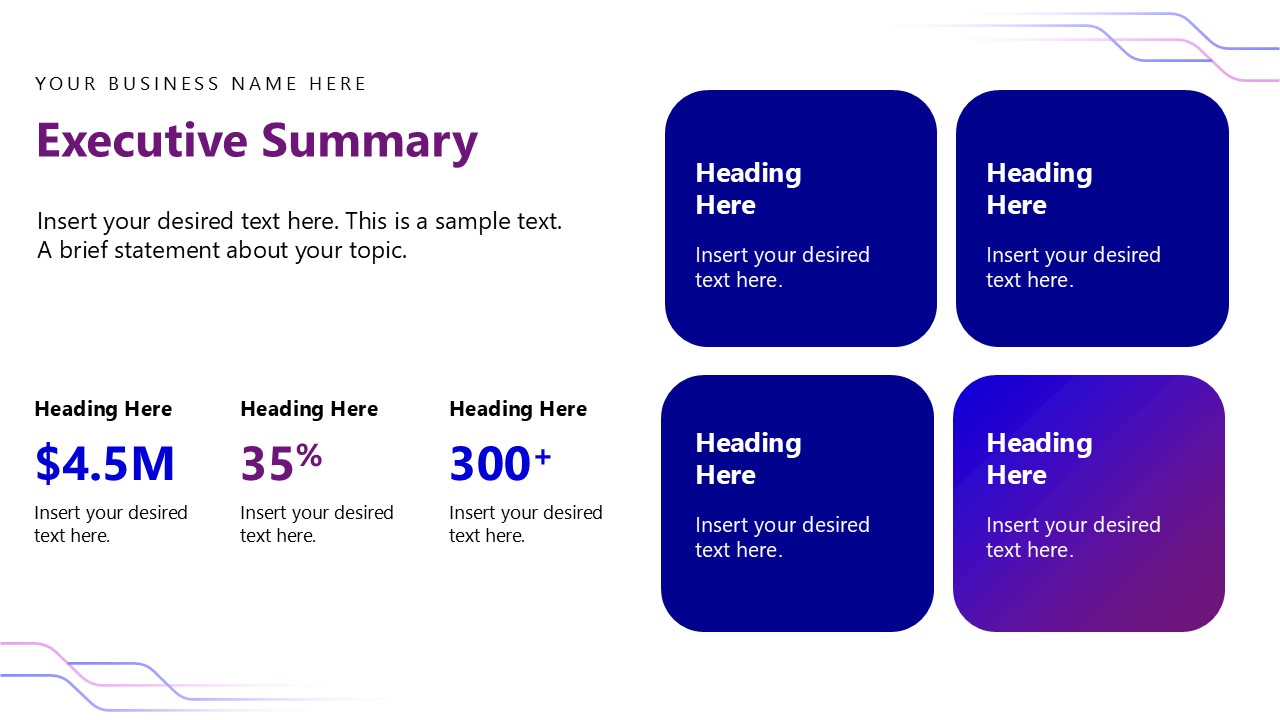 YOUR BUSINESS NAME HERE
Executive Summary
Insert your desired text here. This is a sample text.
A brief statement about your topic.
Heading Here
$4.5M
Insert your desired
text here.
Heading Here
35%
Insert your desired
text here.
Heading Here
300+
Insert your desired
text here.
Heading
Here
Insert your desired
text here.
Heading
Here
Insert your desired
text here.
Heading
Here
Insert your desired
text here.
Heading
Here
Insert your desired
text here.